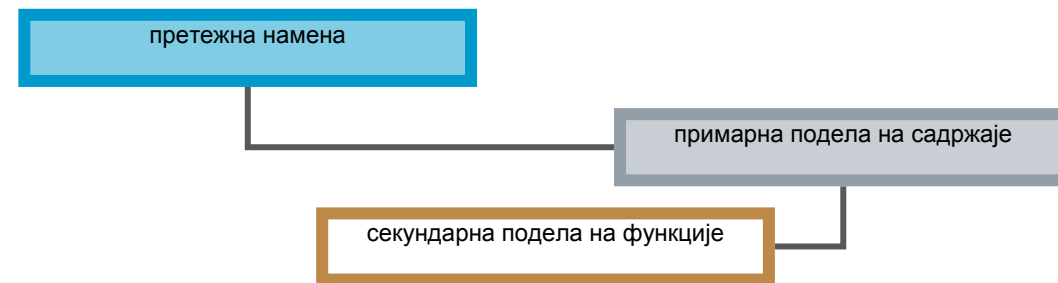 претежна намена
примарна подела на садржаје
секундарна подела на функције